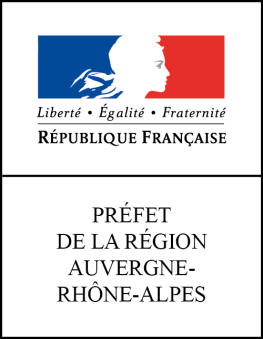 Liberté • Égalité • Fraternité
RÉPUBLIQUE FRANÇAISE
PRÉFET
DE LA RÉGION
AUVERGNE-
RHÔNE-ALPES